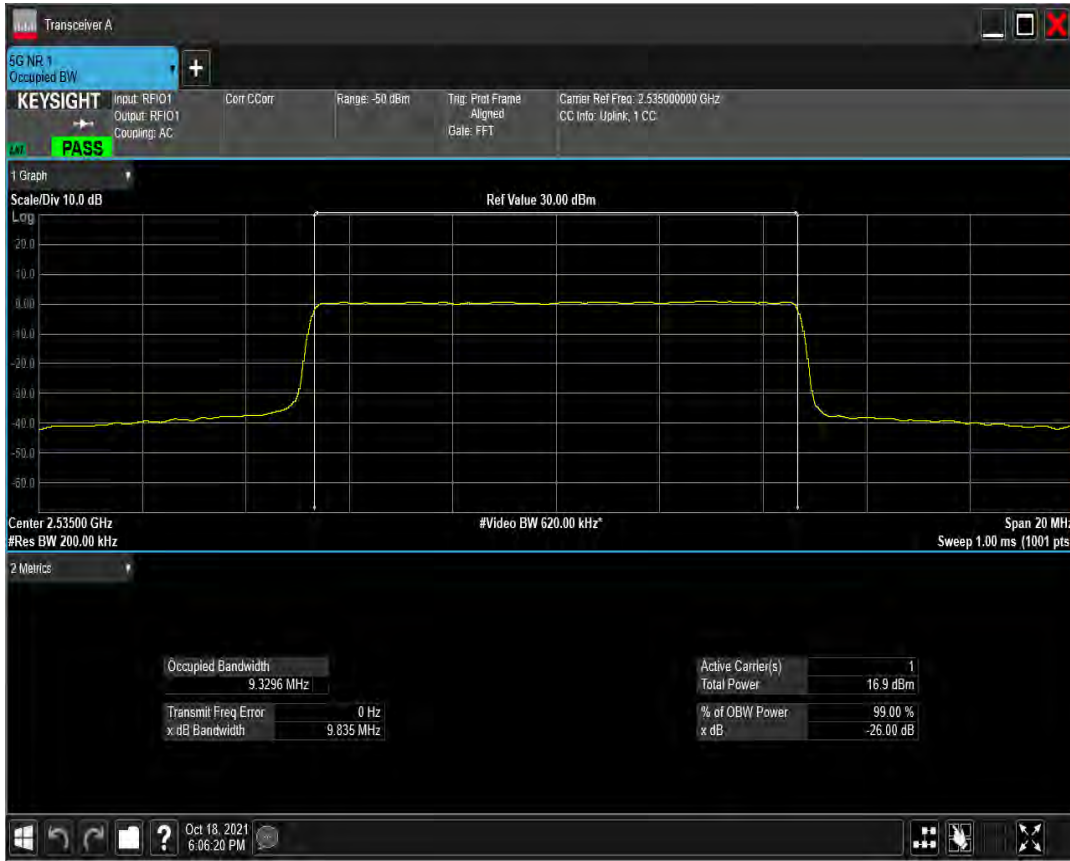 Transceiver A
5G NR 1
Occupied BW
+
KEYSIGHT
Input: RFIO1
Output: RFIO1
Coupling: AC
Corr CCorr
Range: -50 dBm
Trig: Prot Frame
Aligned
Gate: FFT
Carrier Ref Freq: 2.535000000 GHz
CC Info: Uplink, 1 CC
PASS
1 Graph
Scale/Div 10.0 dB
Ref Value 30.00 dBm
Log
20.0
10.0
0.00
-10.0
-20.0
-30.0
-40.0
-50.0
-60.0
Center 2.53500 GHz
#Video BW 620.00 kHz*
Span 20 MHz
#Res BW 200.00 kHz
Sweep 1.00 ms (1001 pts
2 Metrics
Occupied Bandwidth
9.3296 MHz
Transmit Freq Error 0 Hz
x dB Bandwidth 9.835 MHz
Active Carrier(s) 1
Total Power 16.9 dBm
% of OBW Power 99.00 %
x dB -26.00 dB
?
Oct 18, 2021
6:06:20 PM